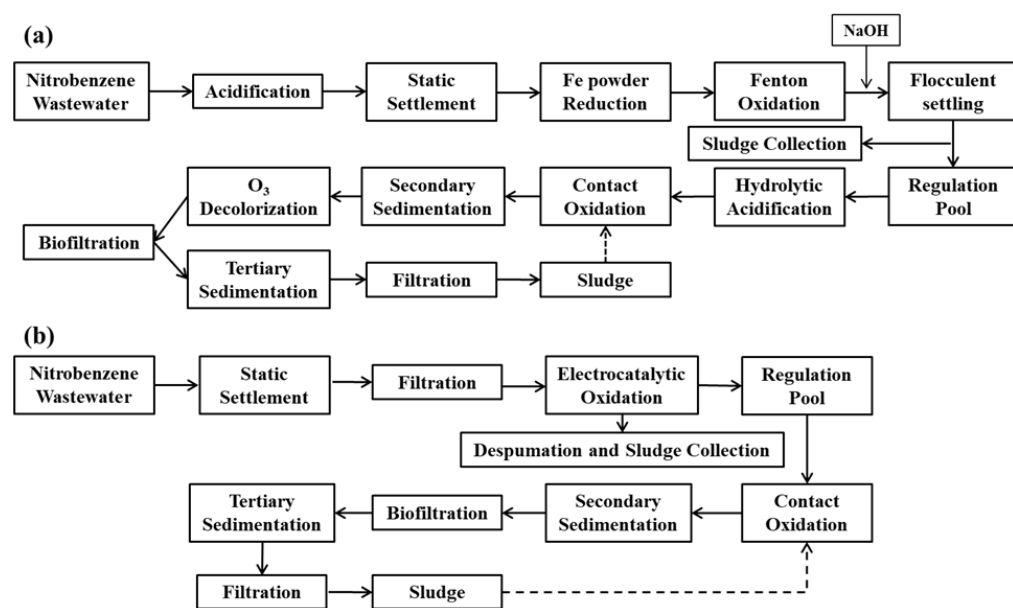 (a)
NaOH
Nitrobenzene
Wastewater
Acidification
Static
Settlement
Fe powder
Reduction
Fenton
Oxidation
Flocculent
settling
Sludge Collection
O₃
Decolorization
Secondary
Sedimentation
Contact
Oxidation
Hydrolytic
Acidification
Regulation
Pool
Biofiltration
Tertiary
Sedimentation
Filtration
Sludge
(b)
Nitrobenzene
Wastewater
Static
Settlement
Filtration
Electrocatalytic
Oxidation
Regulation
Pool
Despumation and Sludge Collection
Tertiary
Sedimentation
Biofiltration
Secondary
Sedimentation
Contact
Oxidation
Filtration
Sludge